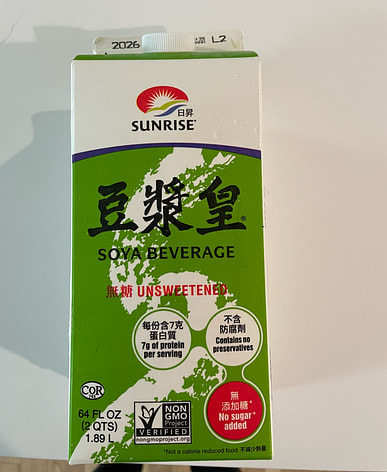 2026
L2
日昇
SUNRISE
豆漿皇®
SOYA BEVERAGE
無糖 UNSWEETENED
每份含7克
蛋白質
7g of protein
per serving
不含
防腐劑
Contains no
preservatives
無
添加糖*
No sugar*
added
COR
64 FL OZ
(2 QTS)
1.89 L
NON
GMO
Project
VERIFIED
nongmoproject.org
*Not a calorie reduced food 不減少熱量